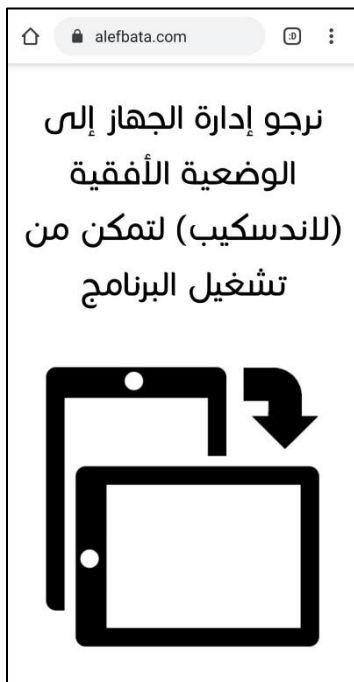 alefbata.com
:D
نرجو إدارة الجهاز إلى
الوضعية الأفقية
(لاندسكيب) لتمكن من
تشغيل البرنامج